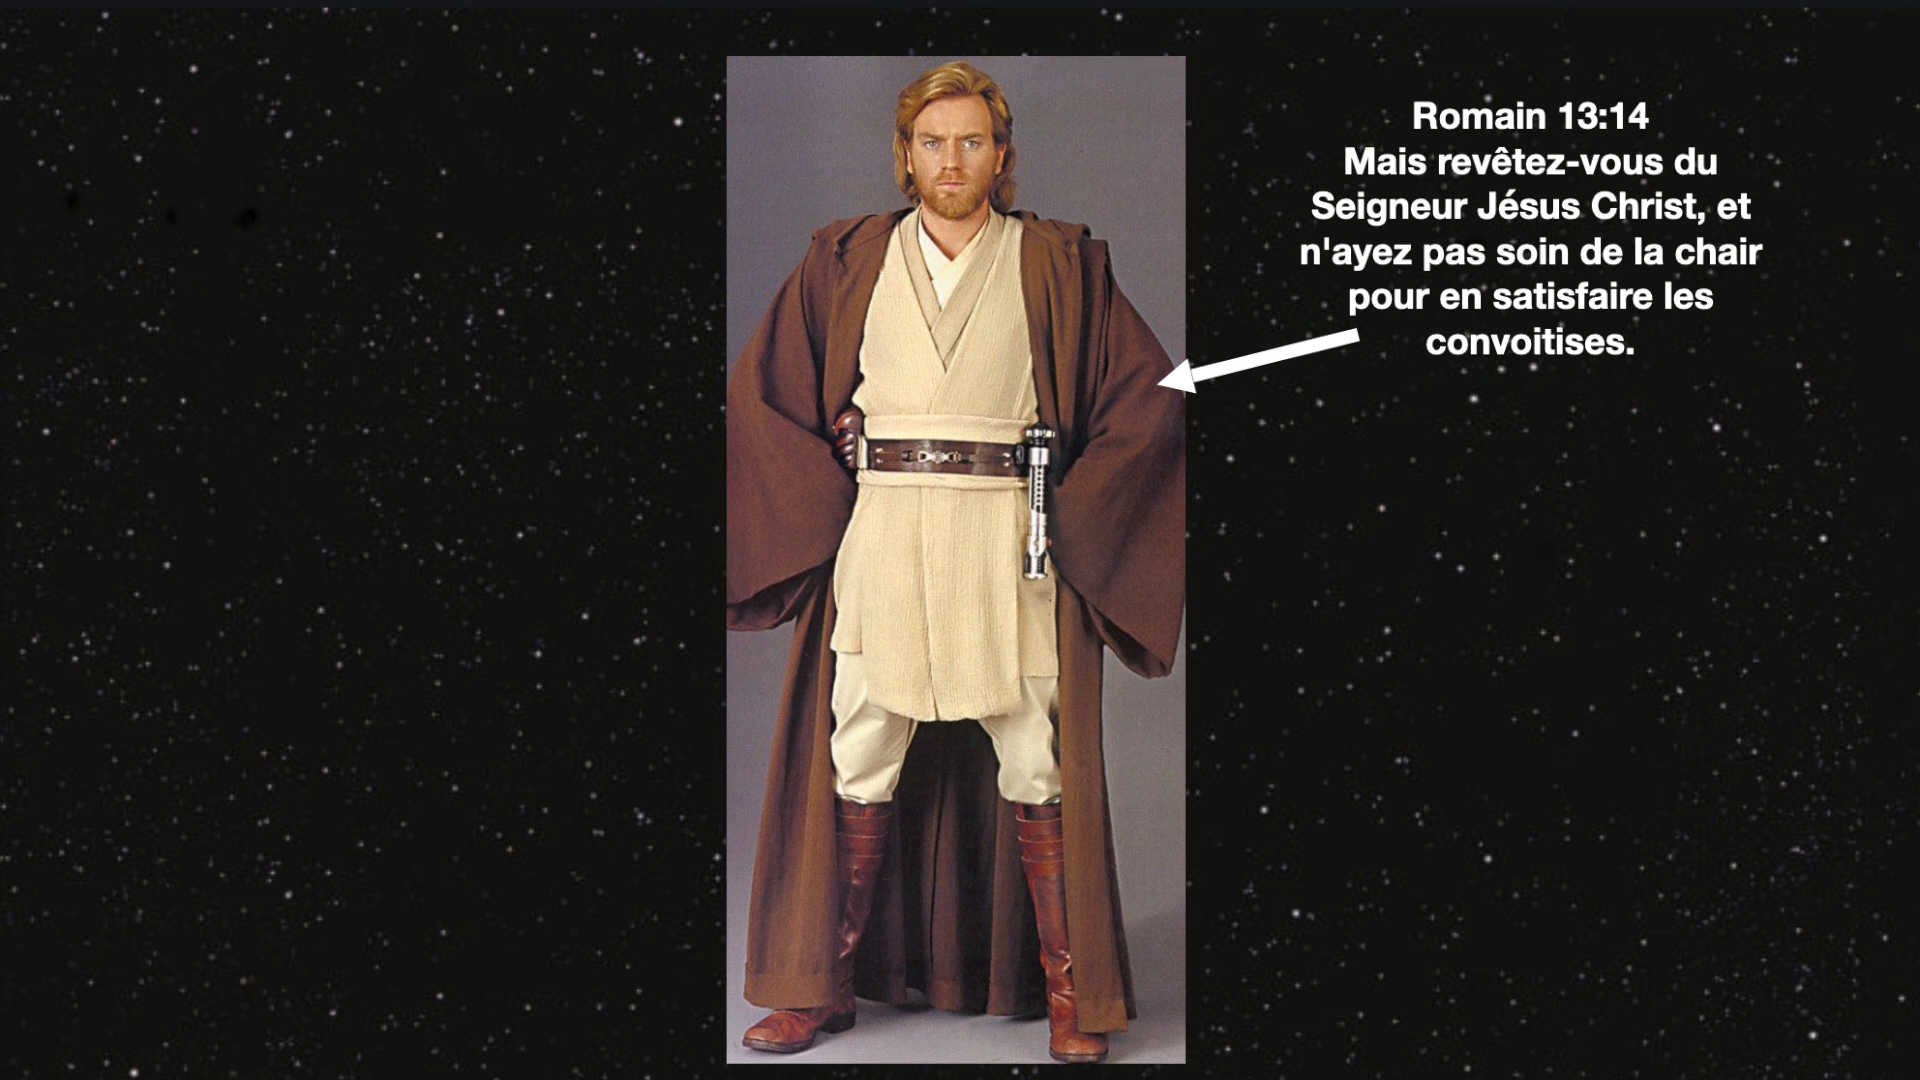 Romain 13:14
Mais revêtez-vous du
Seigneur Jésus Christ, et
n'ayez pas soin de la chair
pour en satisfaire les
convoitises.